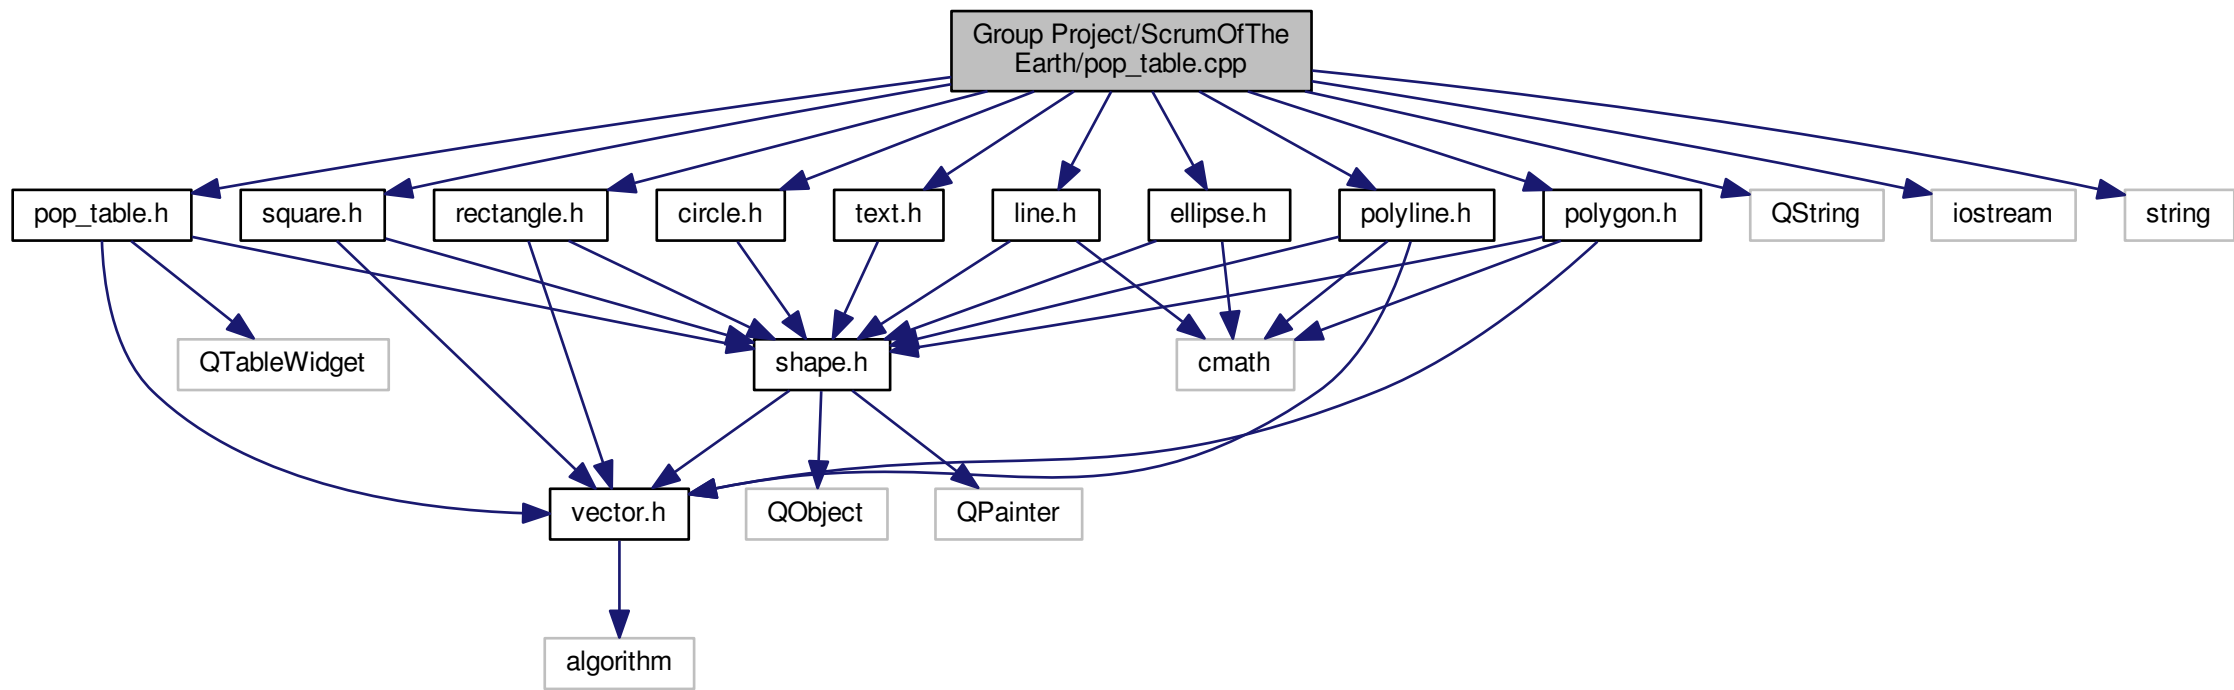 Group Project/ScrumOfThe
Earth/pop_table.cpp
pop_table.h
square.h
rectangle.h
circle.h
text.h
line.h
ellipse.h
polyline.h
polygon.h
QString
iostream
string
QTableWidget
shape.h
cmath
vector.h
QObject
QPainter
algorithm